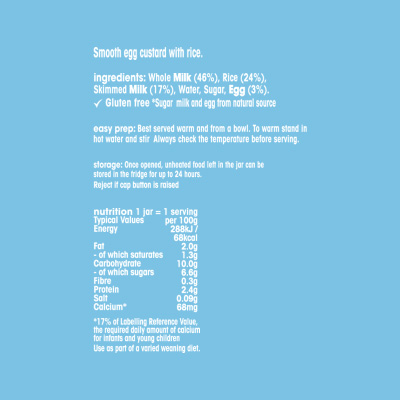 Smooth egg custard with rice.
ingredients: Whole Milk (46%), Rice (24%),
Skimmed Milk (17%), Water, Sugar, Egg (3%).
✓ Gluten free *Sugar milk and egg from natural source
easy prep: Best served warm and from a bowl. To warm stand in
hot water and stir Always check the temperature before serving.
storage: Once opened, unheated food left in the jar can be
stored in the fridge for up to 24 hours.
Reject if cap button is raised
nutrition 1 jar = 1 serving
Typical Values per 100g
Energy 288kJ /
68kcal
Fat 2.0g
- of which saturates 1.3g
Carbohydrate 10.0g
- of which sugars 6.6g
Fibre 0.3g
Protein 2.4g
Salt 0.09g
Calcium* 68mg
*17% of Labelling Reference Value,
the required daily amount of calcium
for infants and young children
Use as part of a varied weaning diet.